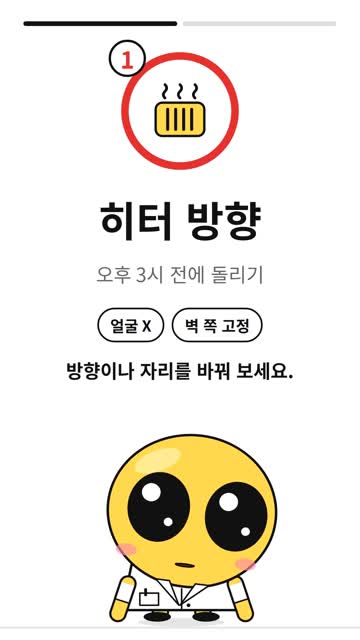 1
히터 방향
오후 3시 전에 돌리기
얼굴 X
벽 쪽 고정
방향이나 자리를 바꿔 보세요.